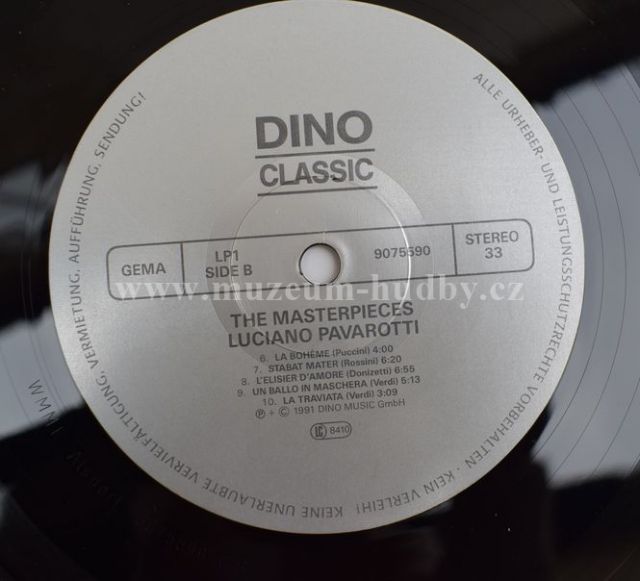 DINO
CLASSIC
GEMA
LP1
SIDE B
9075590
STEREO
33
www.muzeum-hudby.cz
THE MASTERPIECES
LUCIANO PAVAROTTI
6. LA BOHÈME (Puccini) 4:00
7. STABAT MATER (Rossini) 6:20
8. L'ELISIER D'AMORE (Donizetti) 6:55
9. UN BALLO IN MASCHERA (Verdi) 5:13
10. LA TRAVIATA (Verdi) 3:09
℗ + © 1991 DINO MUSIC GmbH
LC 8410
ALLE URHEBER- UND LEISTUNGSSCHUTZRECHTE VORBEHALTEN · KEIN VERLEIH! · KEINE UNERLAUBTE VERVIELFÄLTIGUNG, VERMIETUNG, AUFFÜHRUNG, SENDUNG!